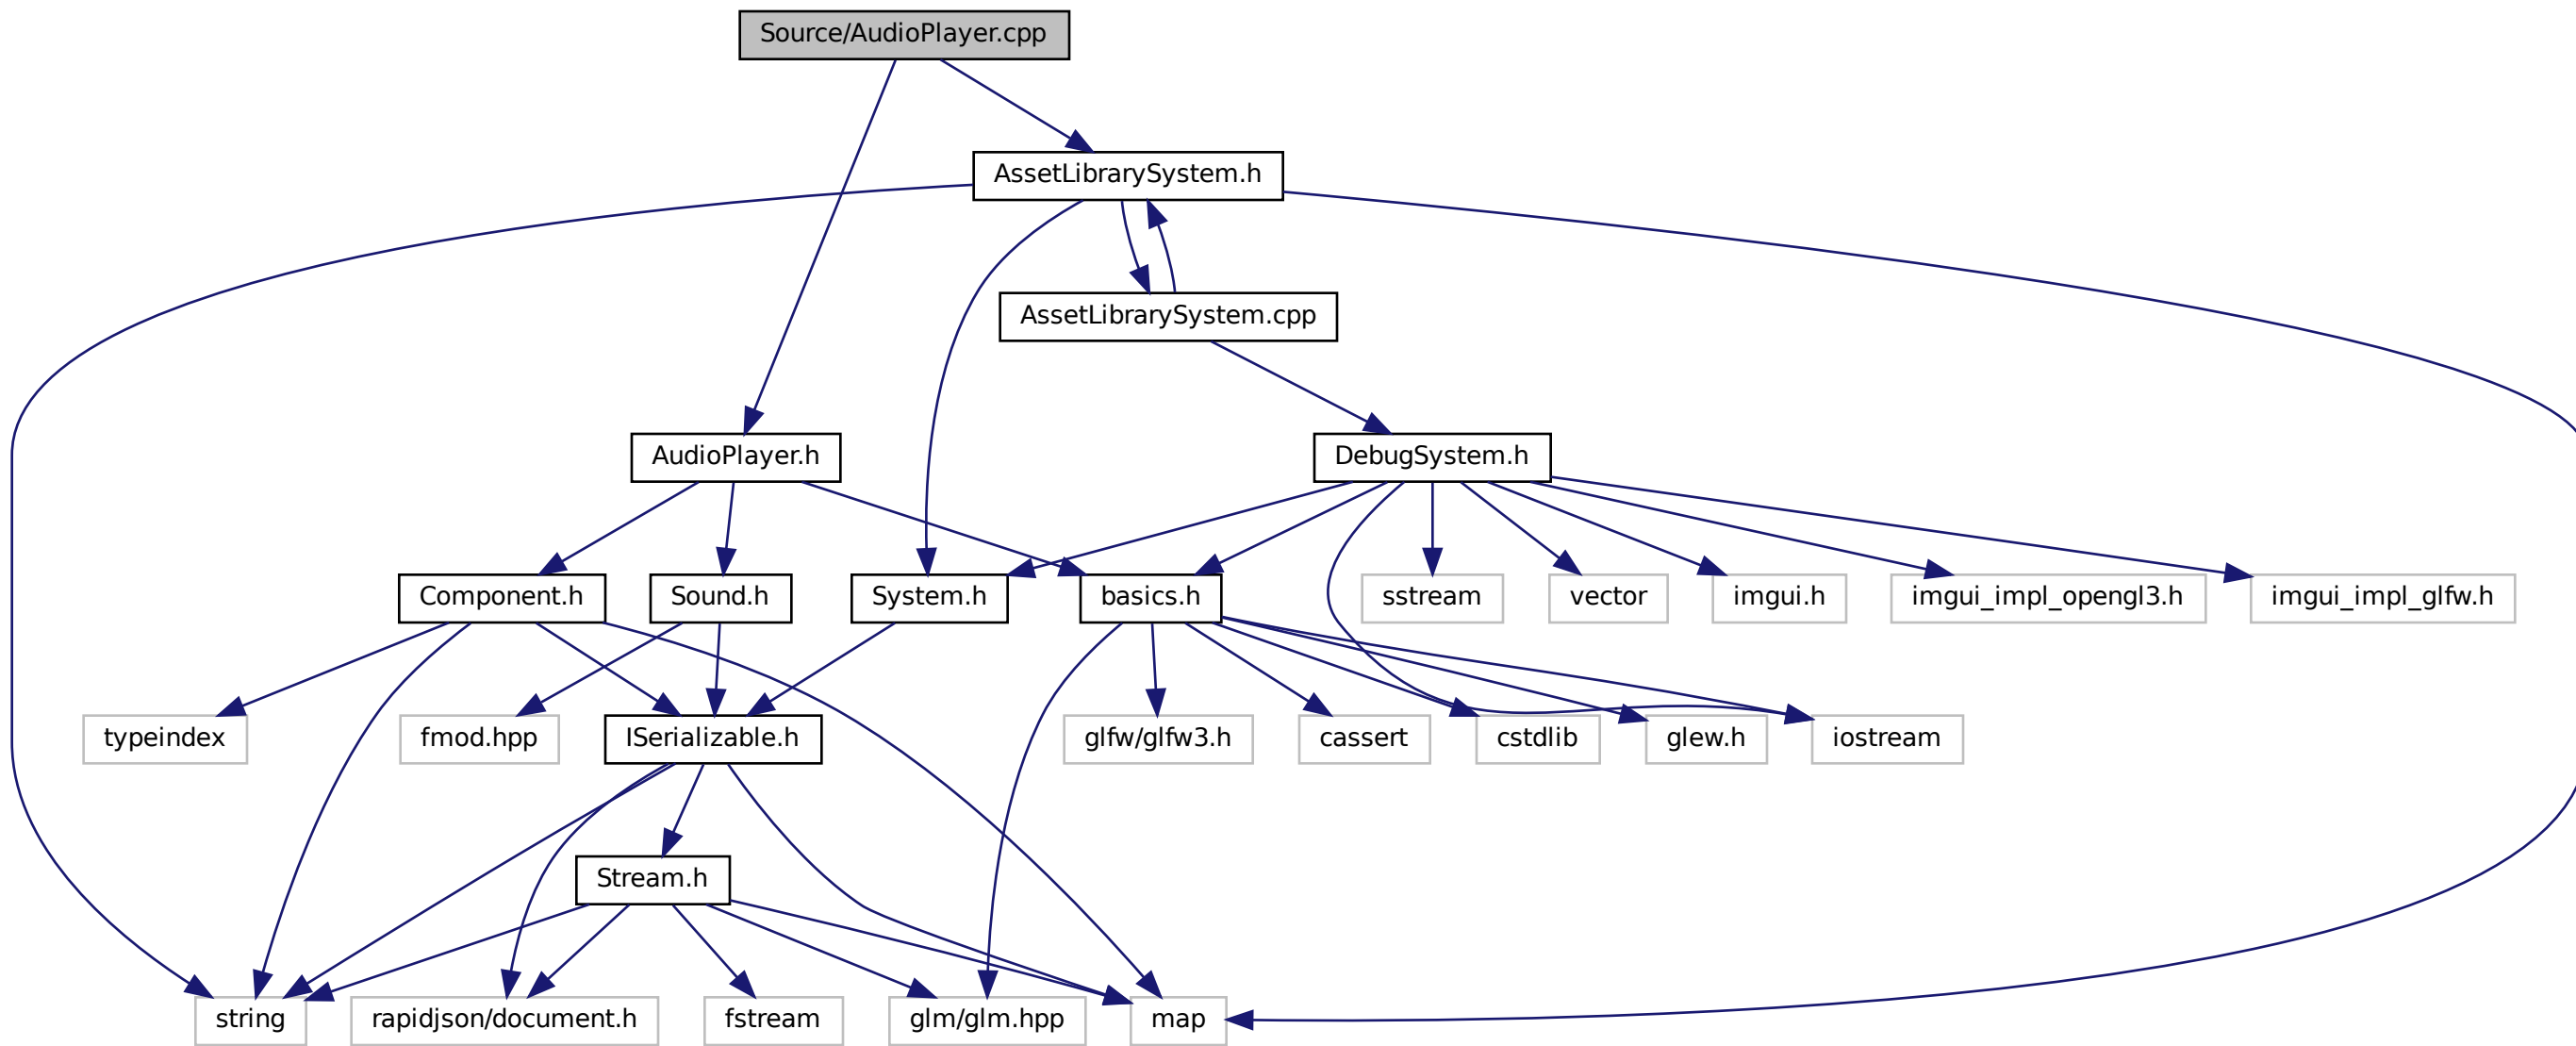 Source/AudioPlayer.cpp
AssetLibrarySystem.h
AssetLibrarySystem.cpp
AudioPlayer.h
DebugSystem.h
Component.h
Sound.h
System.h
basics.h
sstream
vector
imgui.h
imgui_impl_opengl3.h
imgui_impl_glfw.h
typeindex
fmod.hpp
ISerializable.h
glfw/glfw3.h
cassert
cstdlib
glew.h
iostream
Stream.h
string
rapidjson/document.h
fstream
glm/glm.hpp
map